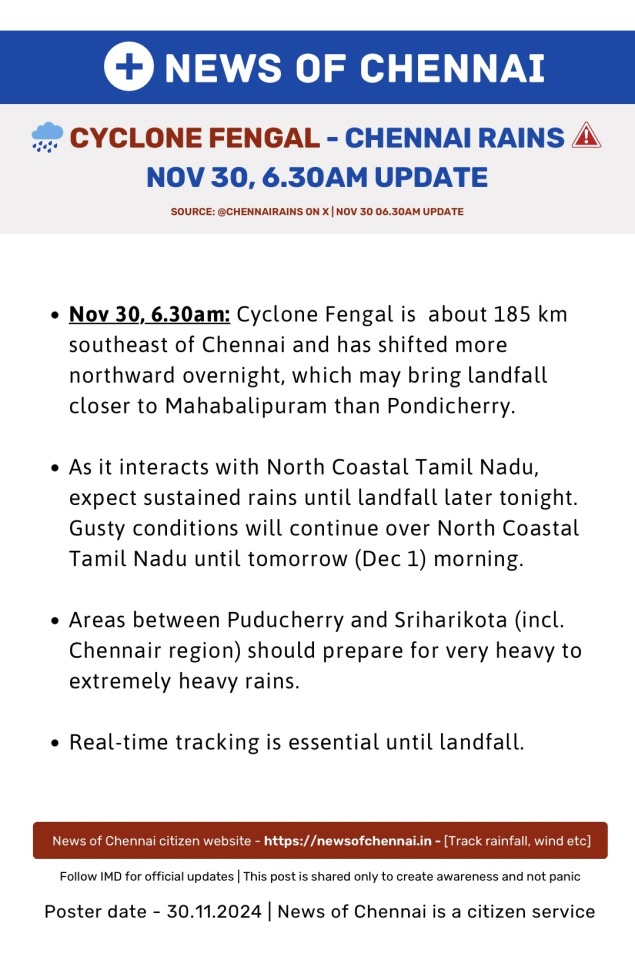 NEWS OF CHENNAI
CYCLONE FENGAL - CHENNAI RAINS
NOV 30, 6.30AM UPDATE
SOURCE: @CHENNAIRAINS ON X | NOV 30 06.30AM UPDATE
• Nov 30, 6.30am: Cyclone Fengal is about 185 km
southeast of Chennai and has shifted more
northward overnight, which may bring landfall
closer to Mahabalipuram than Pondicherry.
• As it interacts with North Coastal Tamil Nadu,
expect sustained rains until landfall later tonight.
Gusty conditions will continue over North Coastal
Tamil Nadu until tomorrow (Dec 1) morning.
• Areas between Puducherry and Sriharikota (incl.
Chennair region) should prepare for very heavy to
extremely heavy rains.
• Real-time tracking is essential until landfall.
News of Chennai citizen website - https://newsofchennai.in - [Track rainfall, wind etc]
Follow IMD for official updates | This post is shared only to create awareness and not panic
Poster date - 30.11.2024 | News of Chennai is a citizen service